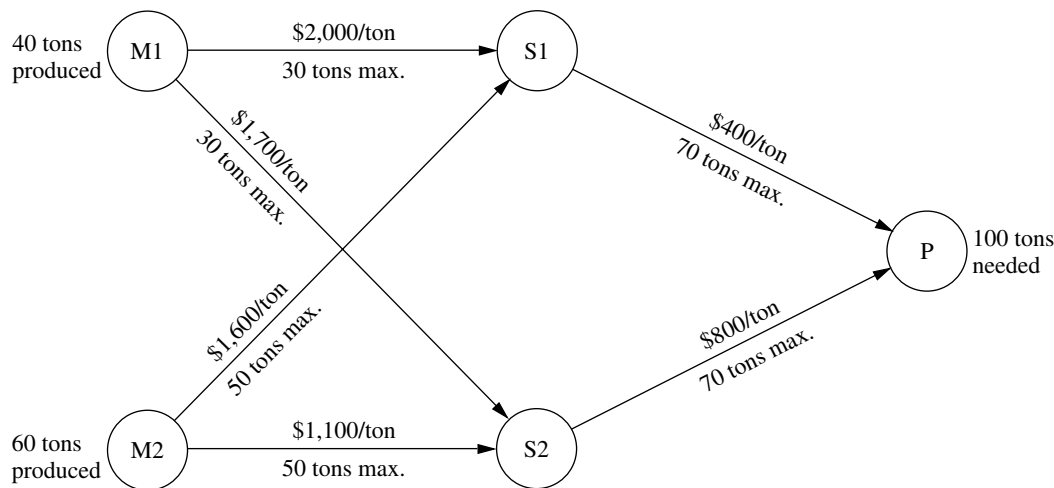 40 tons
produced
M1
$2,000/ton
30 tons max.
S1
$1,700/ton
30 tons max.
$400/ton
70 tons max.
P
100 tons
needed
$1,600/ton
50 tons max.
$800/ton
70 tons max.
60 tons
produced
M2
$1,100/ton
50 tons max.
S2